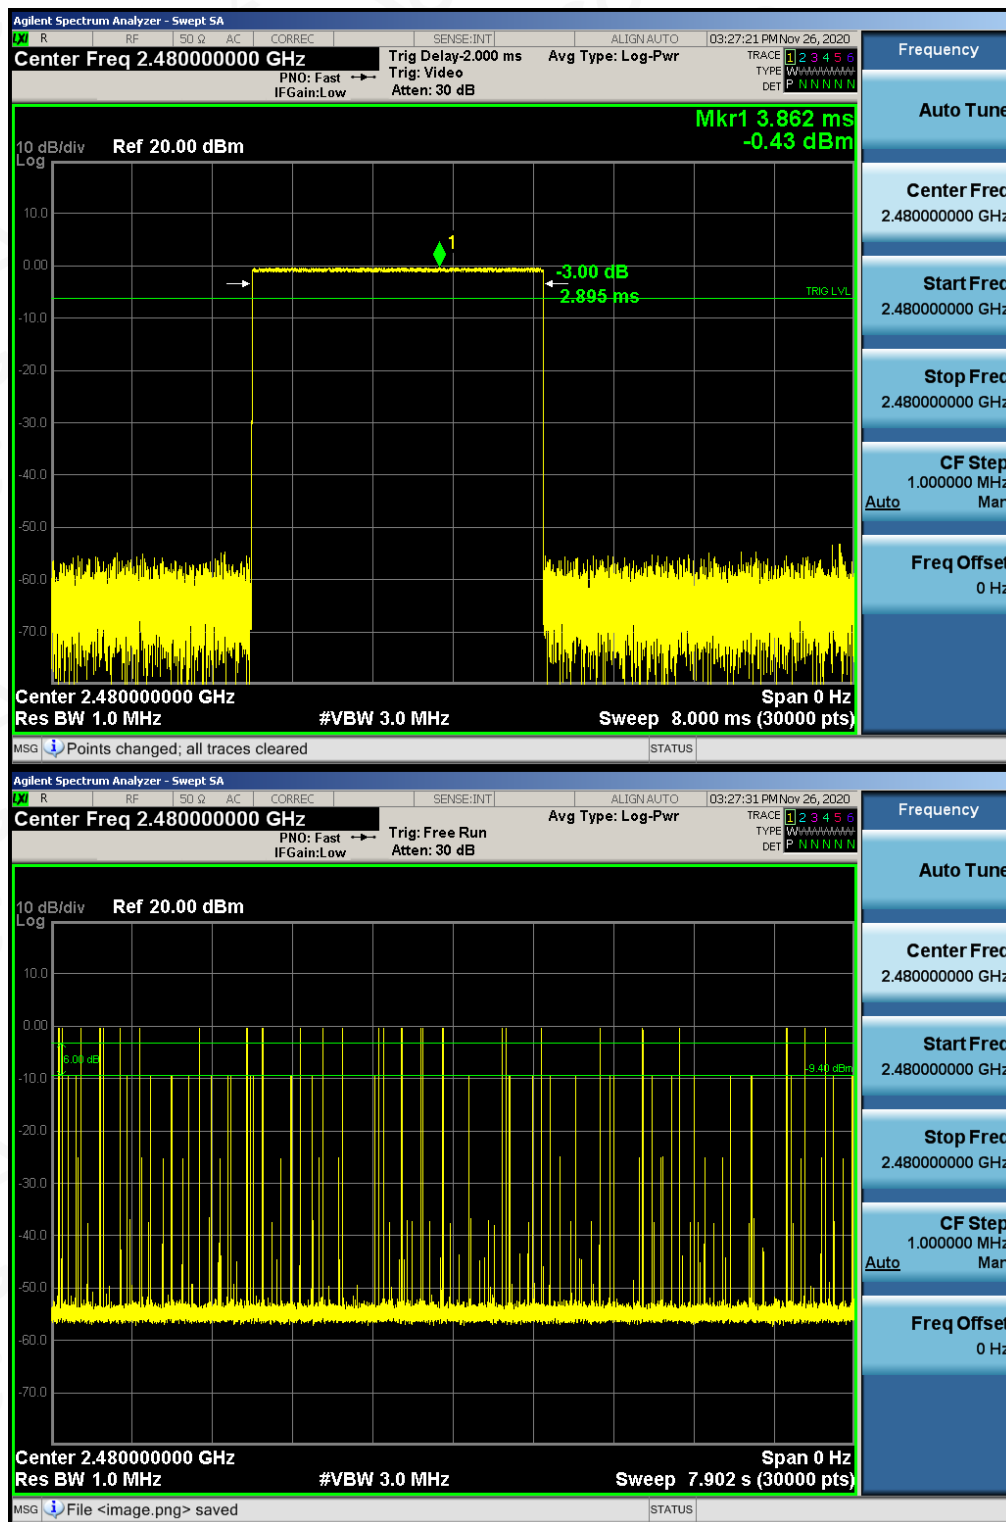 Agilent Spectrum Analyzer - Swept SA
LXI R RF 50 Ω AC CORREC SENSE:INT ALIGN AUTO 03:27:21 PM Nov 26, 2020
Center Freq 2.480000000 GHz
Trig Delay-2.000 ms Avg Type: Log-Pwr TRACE 1 2 3 4 5 6
PNO: Fast Trig: Video TYPE WWWWWW
IFGain:Low Atten: 30 dB DET P N N N N N
Mkr1 3.862 ms
-0.43 dBm
10 dB/div Ref 20.00 dBm
Log
10.0
1
0.00
-3.00 dB
2.895 ms
TRIG LVL
-10.0
-20.0
-30.0
-40.0
-50.0
-60.0
-70.0
Center 2.480000000 GHz Span 0 Hz
Res BW 1.0 MHz #VBW 3.0 MHz Sweep 8.000 ms (30000 pts)
MSG Points changed; all traces cleared STATUS
Frequency
Auto Tune
Center Freq
2.480000000 GHz
Start Freq
2.480000000 GHz
Stop Freq
2.480000000 GHz
CF Step
1.000000 MHz
Auto Man
Freq Offset
0 Hz
Agilent Spectrum Analyzer - Swept SA
LXI R RF 50 Ω AC CORREC SENSE:INT ALIGN AUTO 03:27:31 PM Nov 26, 2020
Center Freq 2.480000000 GHz
Avg Type: Log-Pwr TRACE 1 2 3 4 5 6
PNO: Fast Trig: Free Run TYPE WWWWWW
IFGain:Low Atten: 30 dB DET P N N N N N
10 dB/div Ref 20.00 dBm
Log
10.0
0.00
6.00 dB
-9.40 dBm
-10.0
-20.0
-30.0
-40.0
-50.0
-60.0
-70.0
Center 2.480000000 GHz Span 0 Hz
Res BW 1.0 MHz #VBW 3.0 MHz Sweep 7.902 s (30000 pts)
MSG File <image.png> saved STATUS
Frequency
Auto Tune
Center Freq
2.480000000 GHz
Start Freq
2.480000000 GHz
Stop Freq
2.480000000 GHz
CF Step
1.000000 MHz
Auto Man
Freq Offset
0 Hz